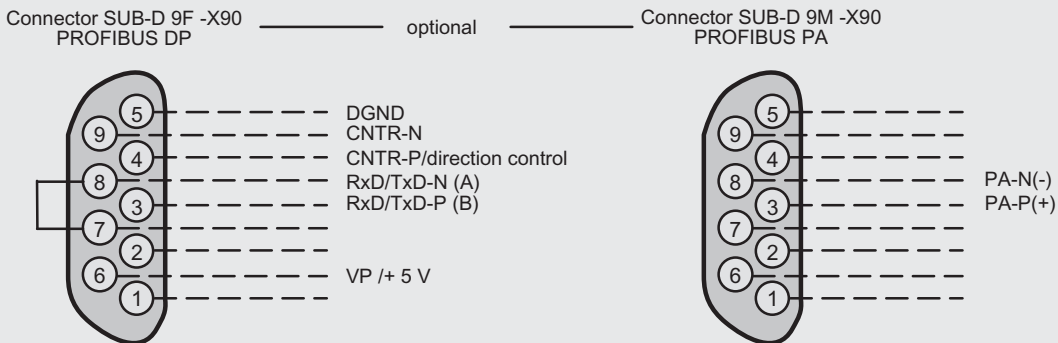 Connector SUB-D 9F -X90
PROFIBUS DP
optional
Connector SUB-D 9M -X90
PROFIBUS PA
5
DGND
9
CNTR-N
4
CNTR-P/direction control
8
RxD/TxD-N (A)
3
RxD/TxD-P (B)
7
2
6
VP /+ 5 V
1
5
9
4
8
PA-N(-)
3
PA-P(+)
7
2
6
1